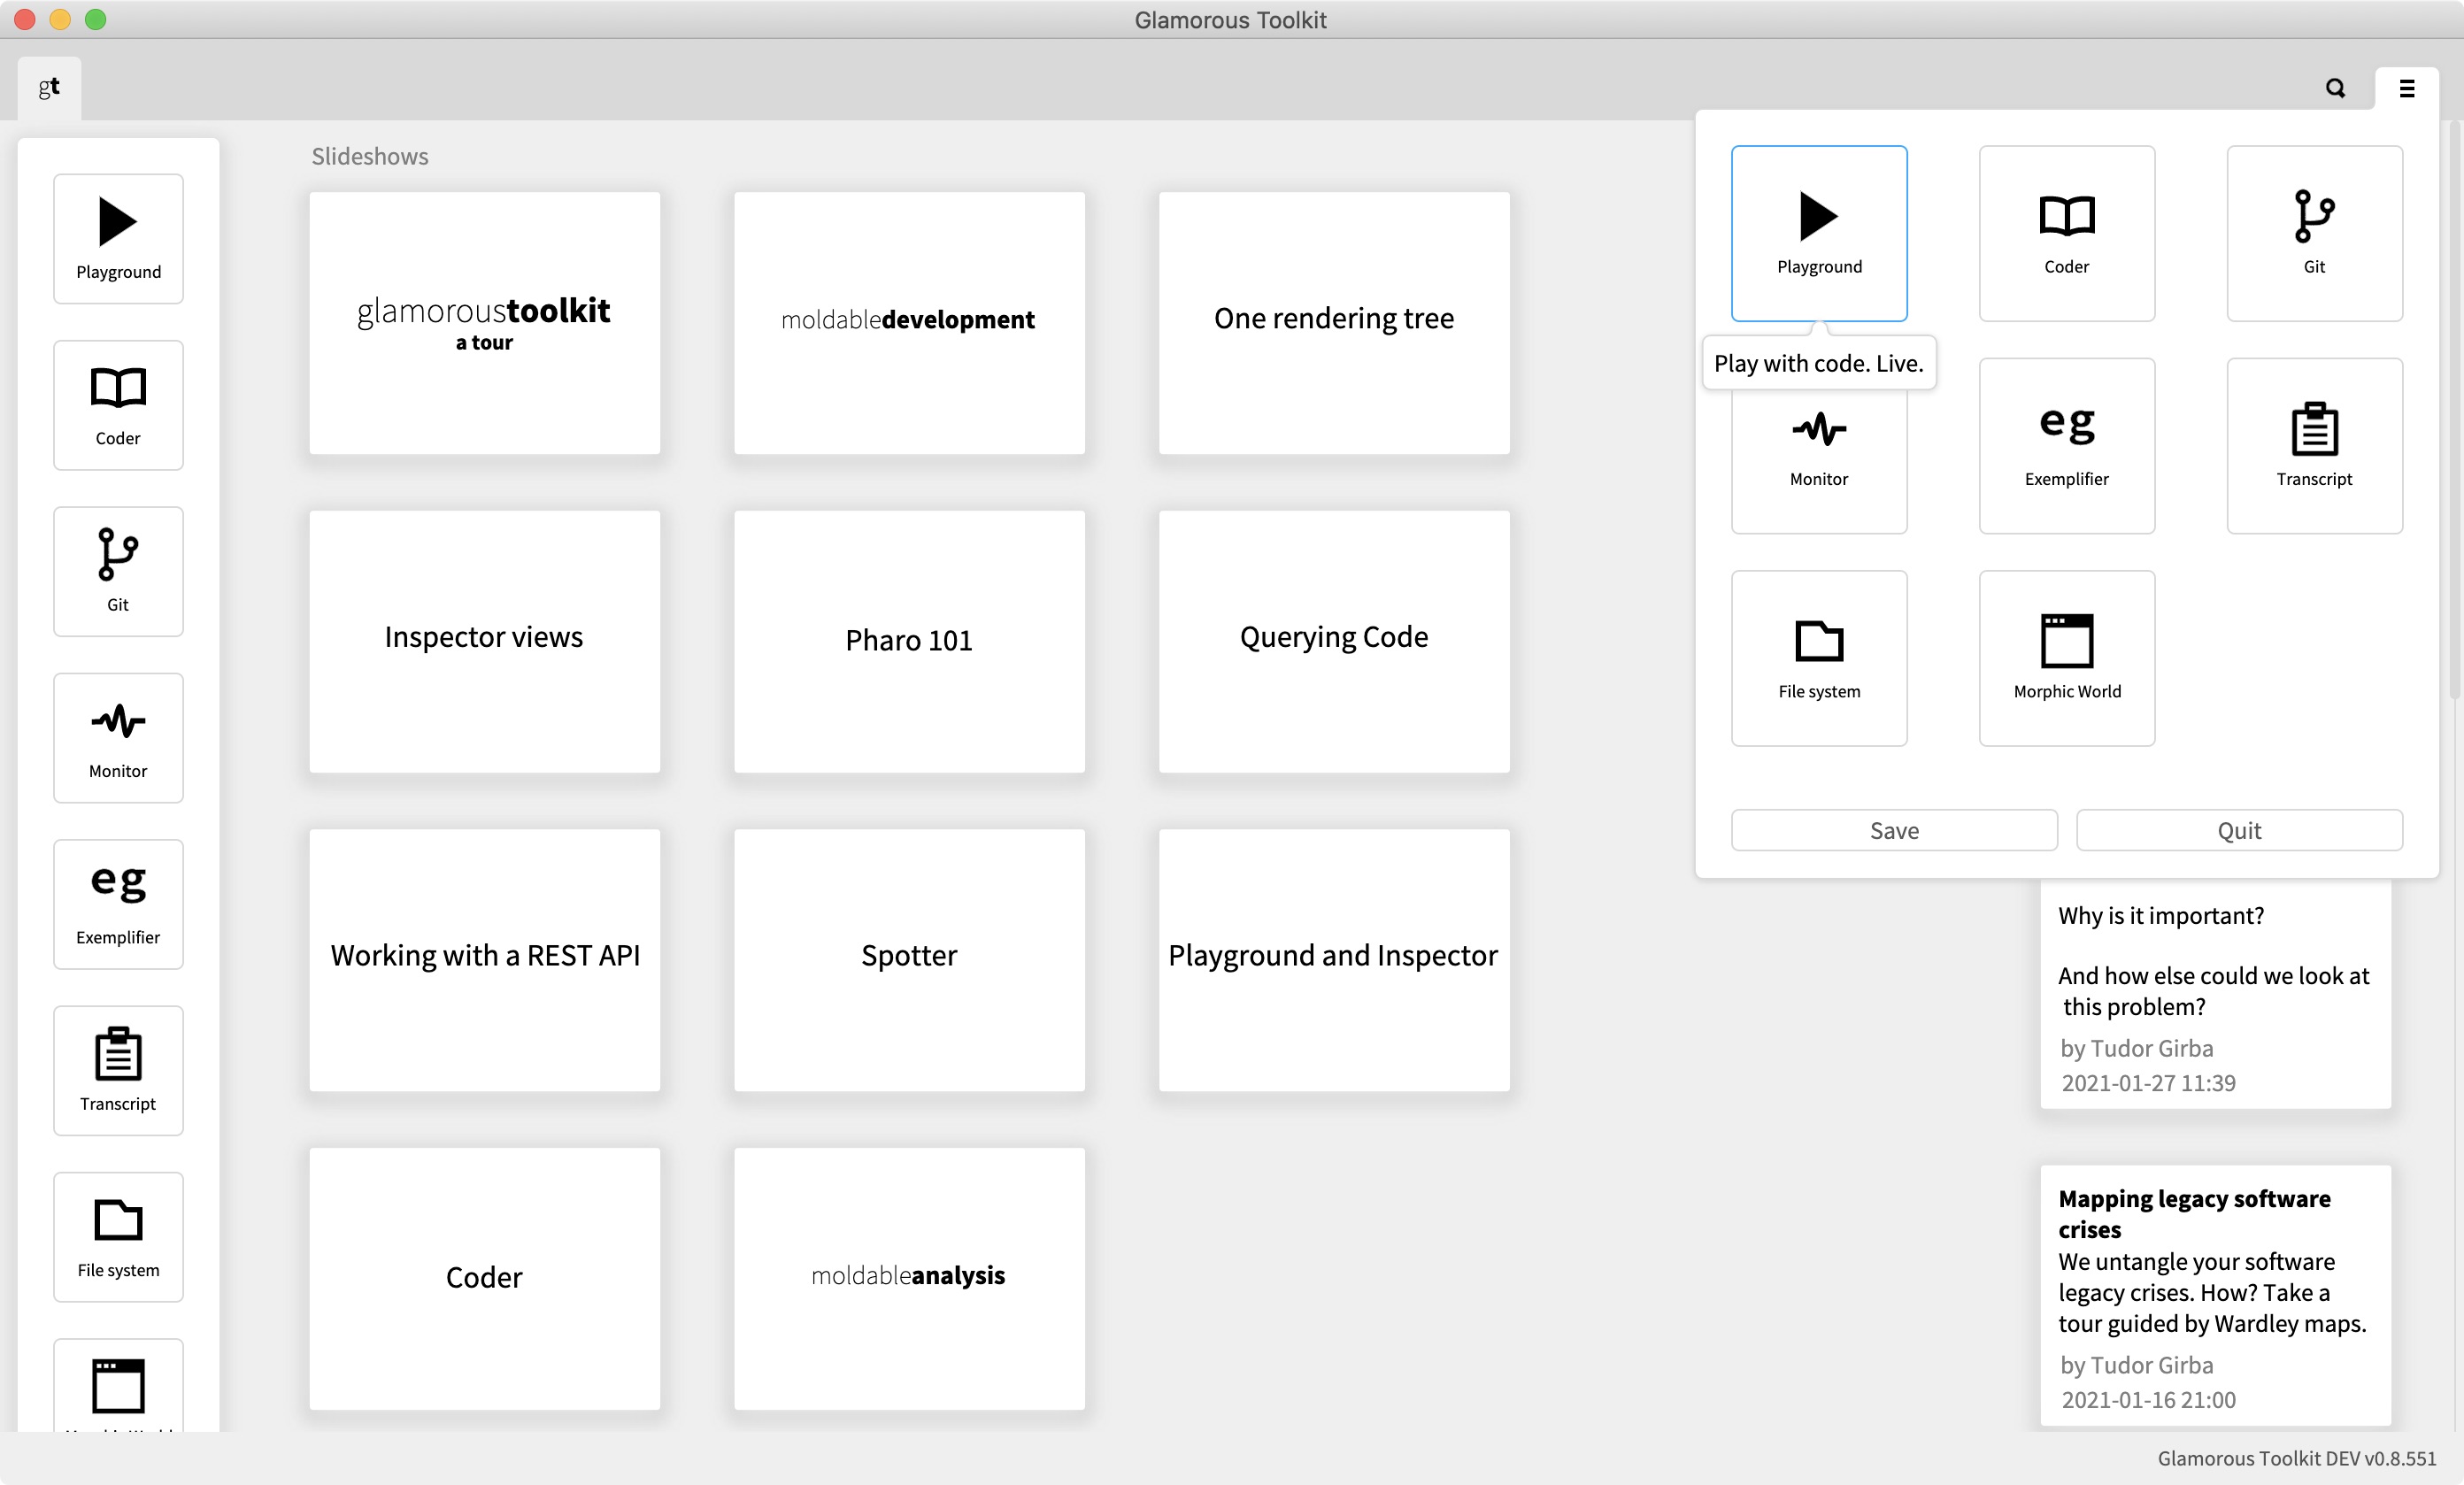 Glamorous Toolkit
gt
Playground
Coder
Git
Monitor
Exemplifier
Transcript
File system
Slideshows
glamoroustoolkit
a tour
moldabledevelopment
One rendering tree
Inspector views
Pharo 101
Querying Code
Working with a REST API
Spotter
Playground and Inspector
Coder
moldableanalysis
Playground
Coder
Git
Play with code. Live.
Monitor
eg
Exemplifier
Transcript
File system
Morphic World
Save
Quit
eg
Why is it important?
And how else could we look at
this problem?
by Tudor Girba
2021-01-27 11:39
Mapping legacy software
crises
We untangle your software
legacy crises. How? Take a
tour guided by Wardley maps.
by Tudor Girba
2021-01-16 21:00
Glamorous Toolkit DEV v0.8.551